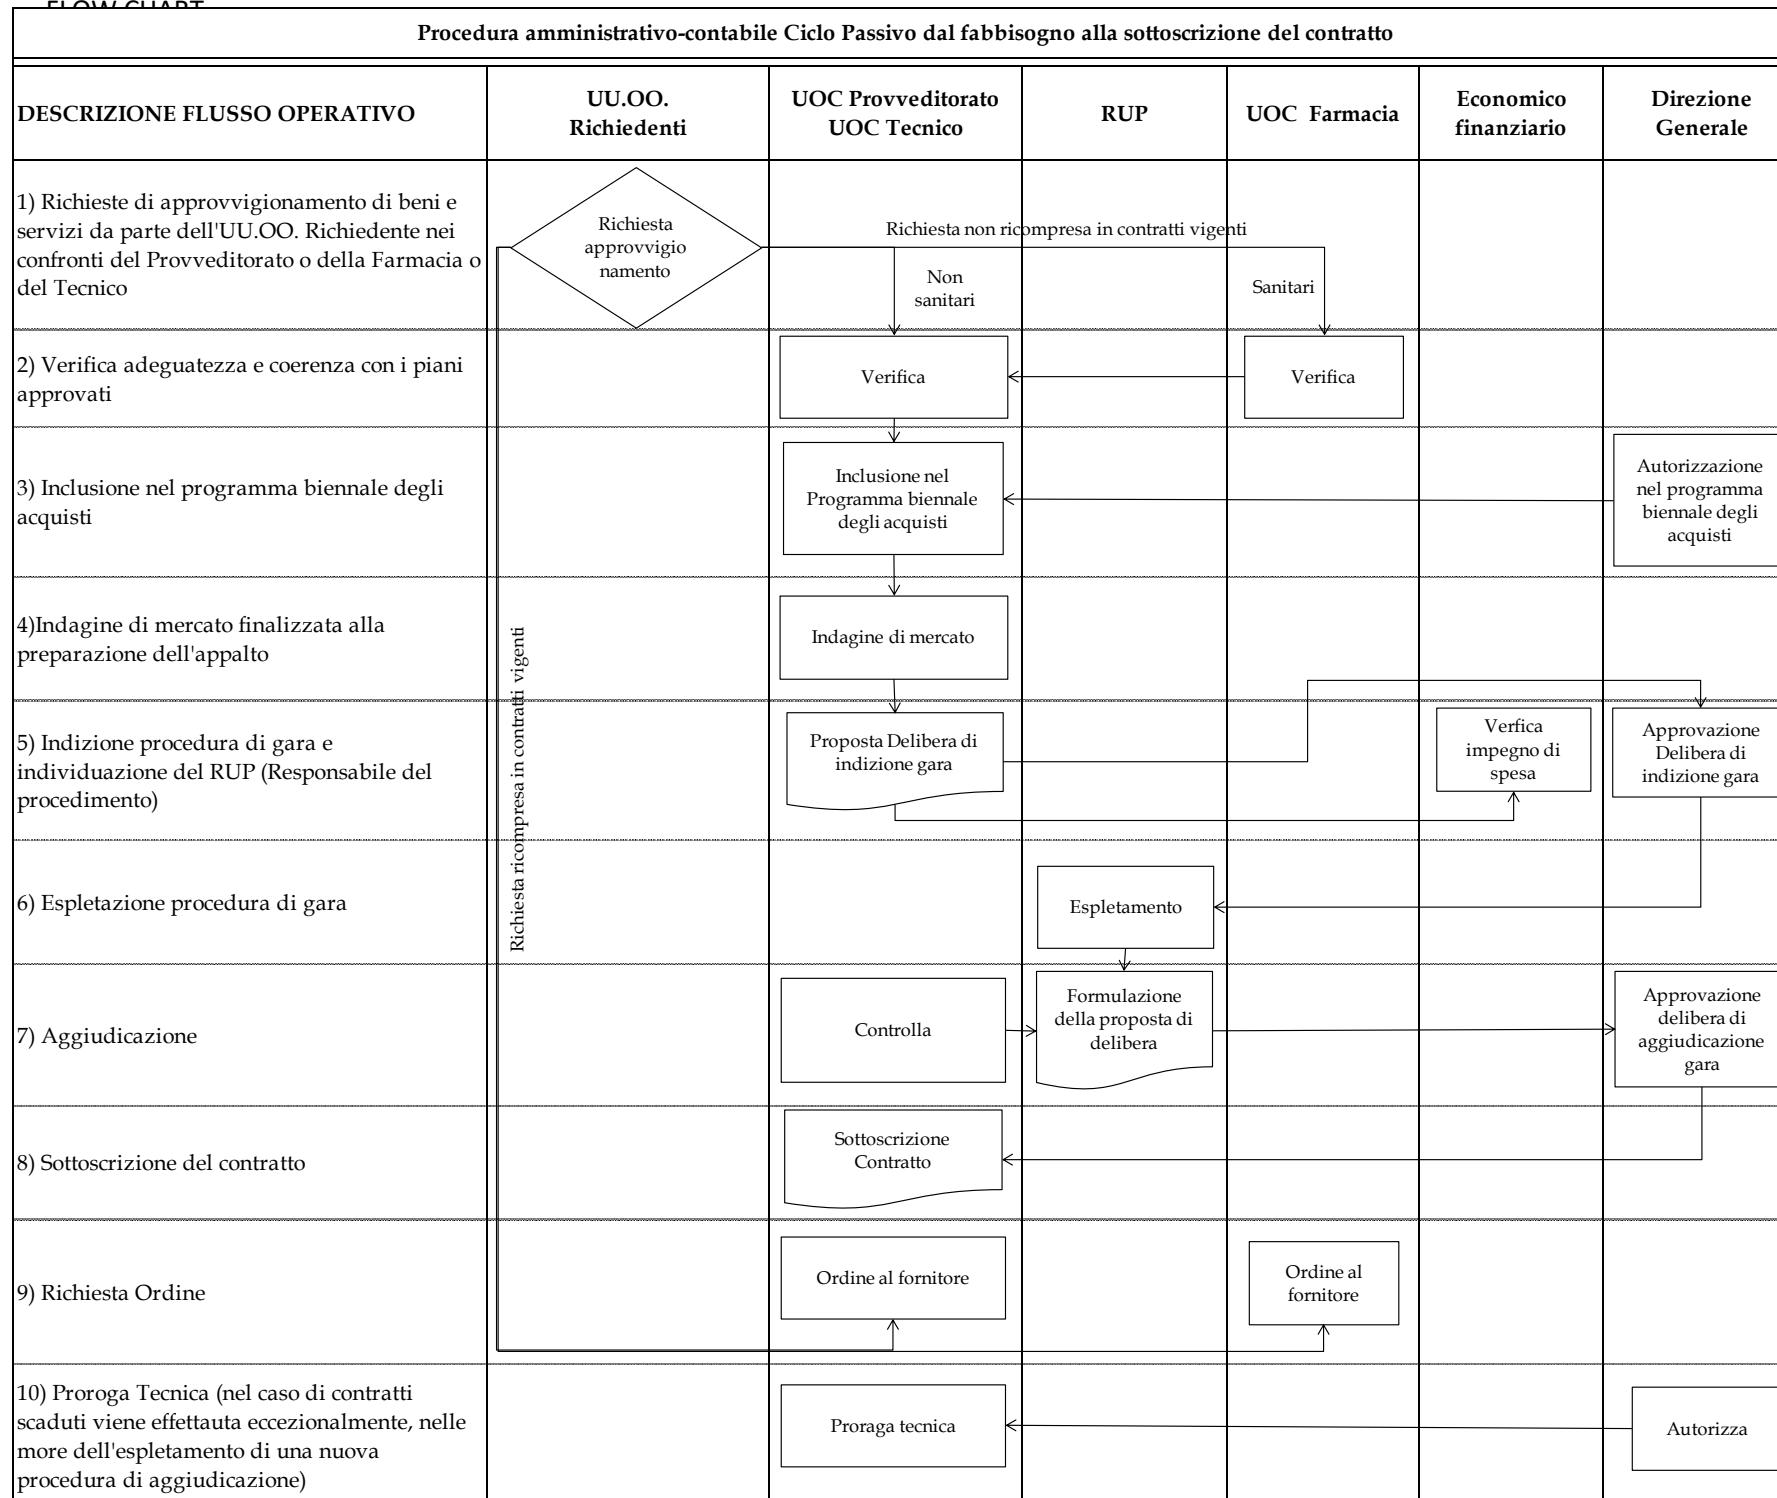 FLOW CHART
Procedura amministrativo-contabile Ciclo Passivo dal fabbisogno alla sottoscrizione del contratto
DESCRIZIONE FLUSSO OPERATIVO
UU.OO.
Richiedenti
UOC Provveditorato
UOC Tecnico
RUP
UOC Farmacia
Economico
finanziario
Direzione
Generale
1) Richieste di approvvigionamento di beni e
servizi da parte dell'UU.OO. Richiedente nei
confronti del Provveditorato o della Farmacia o
del Tecnico
Richiesta
approvvigio
namento
Richiesta non ricompresa in contratti vigenti
Non
sanitari
Sanitari
2) Verifica adeguatezza e coerenza con i piani
approvati
Verifica
Verifica
3) Inclusione nel programma biennale degli
acquisti
Inclusione nel
Programma biennale
degli acquisti
Autorizzazione
nel programma
biennale degli
acquisti
4)Indagine di mercato finalizzata alla
preparazione dell'appalto
Indagine di mercato
Richiesta ricompresa in contratti vigenti
5) Indizione procedura di gara e
individuazione del RUP (Responsabile del
procedimento)
Proposta Delibera di
indizione gara
Verfica
impegno di
spesa
Approvazione
Delibera di
indizione gara
6) Espletazione procedura di gara
Espletamento
7) Aggiudicazione
Controlla
Formulazione
della proposta di
delibera
Approvazione
delibera di
aggiudicazione
gara
8) Sottoscrizione del contratto
Sottoscrizione
Contratto
9) Richiesta Ordine
Ordine al fornitore
Ordine al
fornitore
10) Proroga Tecnica (nel caso di contratti
scaduti viene effettauta eccezionalmente, nelle
more dell'espletamento di una nuova
procedura di aggiudicazione)
Proraga tecnica
Autorizza